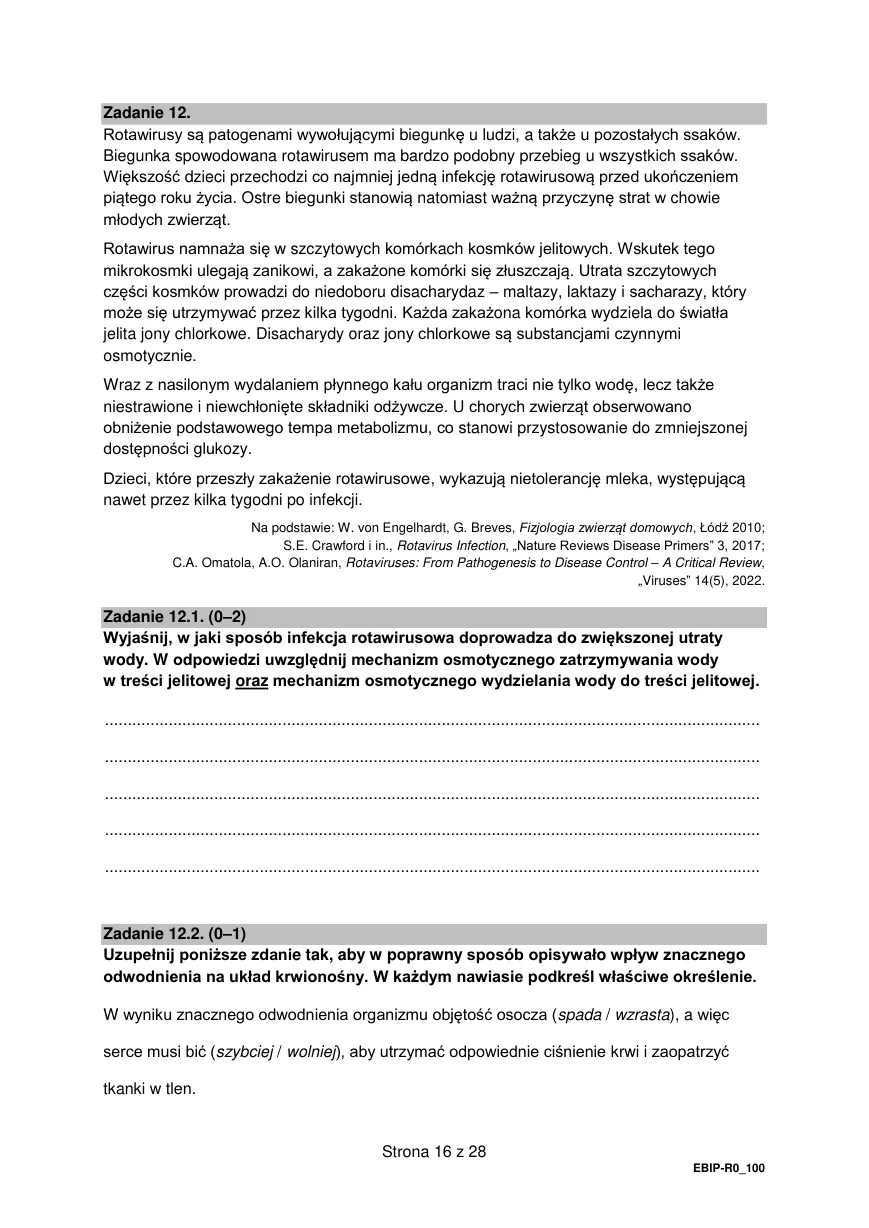 Zadanie 12.
Rotawirusy są patogenami wywołującymi biegunkę u ludzi, a także u pozostałych ssaków.
Biegunka spowodowana rotawirusem ma bardzo podobny przebieg u wszystkich ssaków.
Większość dzieci przechodzi co najmniej jedną infekcję rotawirusową przed ukończeniem
piątego roku życia. Ostre biegunki stanowią natomiast ważną przyczynę strat w chowie
młodych zwierząt.
Rotawirus namnaża się w szczytowych komórkach kosmków jelitowych. Wskutek tego
mikrokosmki ulegają zanikowi, a zakażone komórki się złuszczają. Utrata szczytowych
części kosmków prowadzi do niedoboru disacharydaz – maltazy, laktazy i sacharazy, który
może się utrzymywać przez kilka tygodni. Każda zakażona komórka wydziela do światła
jelita jony chlorkowe. Disacharydy oraz jony chlorkowe są substancjami czynnymi
osmotycznie.
Wraz z nasilonym wydalaniem płynnego kału organizm traci nie tylko wodę, lecz także
niestrawione i niewchłonięte składniki odżywcze. U chorych zwierząt obserwowano
obniżenie podstawowego tempa metabolizmu, co stanowi przystosowanie do zmniejszonej
dostępności glukozy.
Dzieci, które przeszły zakażenie rotawirusowe, wykazują nietolerancję mleka, występującą
nawet przez kilka tygodni po infekcji.
Na podstawie: W. von Engelhardt, G. Breves, Fizjologia zwierząt domowych, Łódź 2010;
S.E. Crawford i in., Rotavirus Infection, „Nature Reviews Disease Primers” 3, 2017;
C.A. Omatola, A.O. Olaniran, Rotaviruses: From Pathogenesis to Disease Control – A Critical Review,
„Viruses” 14(5), 2022.
Zadanie 12.1. (0–2)
Wyjaśnij, w jaki sposób infekcja rotawirusowa doprowadza do zwiększonej utraty
wody. W odpowiedzi uwzględnij mechanizm osmotycznego zatrzymywania wody
w treści jelitowej oraz mechanizm osmotycznego wydzielania wody do treści jelitowej.
Zadanie 12.2. (0–1)
Uzupełnij poniższe zdanie tak, aby w poprawny sposób opisywało wpływ znacznego
odwodnienia na układ krwionośny. W każdym nawiasie podkreśl właściwe określenie.
W wyniku znacznego odwodnienia organizmu objętość osocza (spada / wzrasta), a więc
serce musi bić (szybciej / wolniej), aby utrzymać odpowiednie ciśnienie krwi i zaopatrzyć
tkanki w tlen.
Strona 16 z 28
EBIP-R0_100